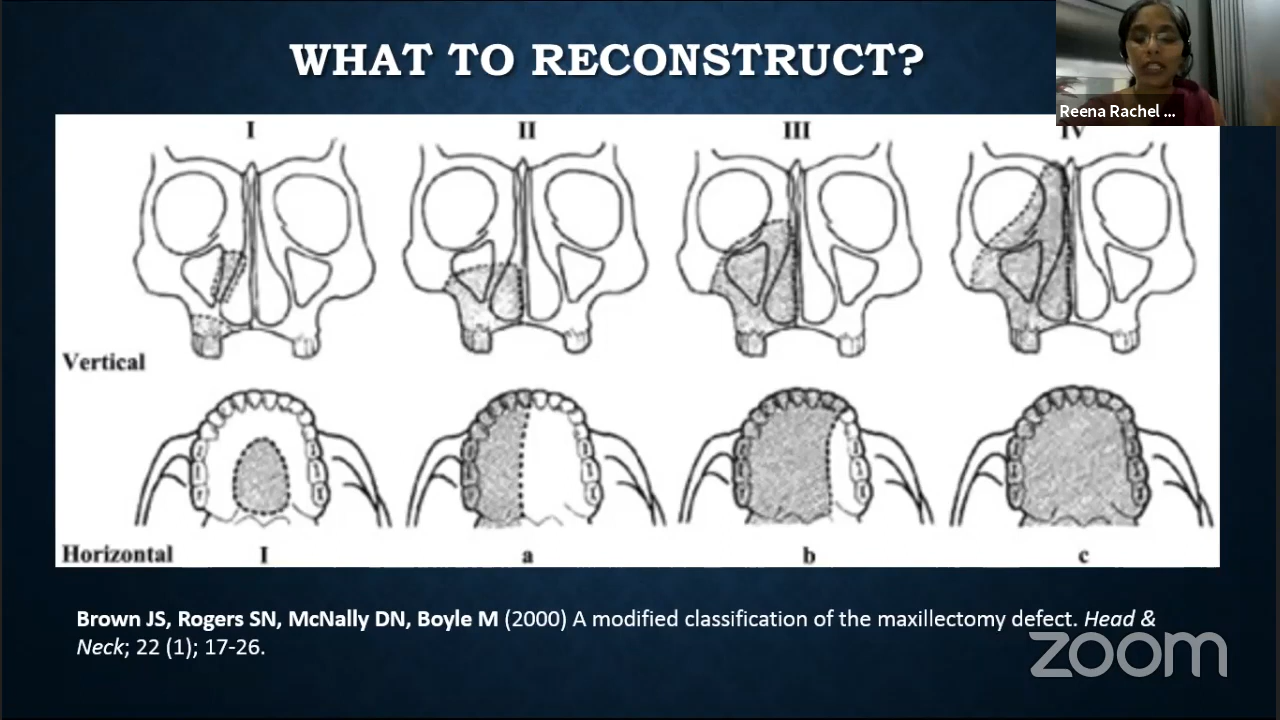 WHAT TO RECONSTRUCT?
Reena Rachel ...
I II III IV
Vertical
Horizontal I a b c
Brown JS, Rogers SN, McNally DN, Boyle M (2000) A modified classification of the maxillectomy defect. Head &
Neck; 22 (1); 17-26.
zoom